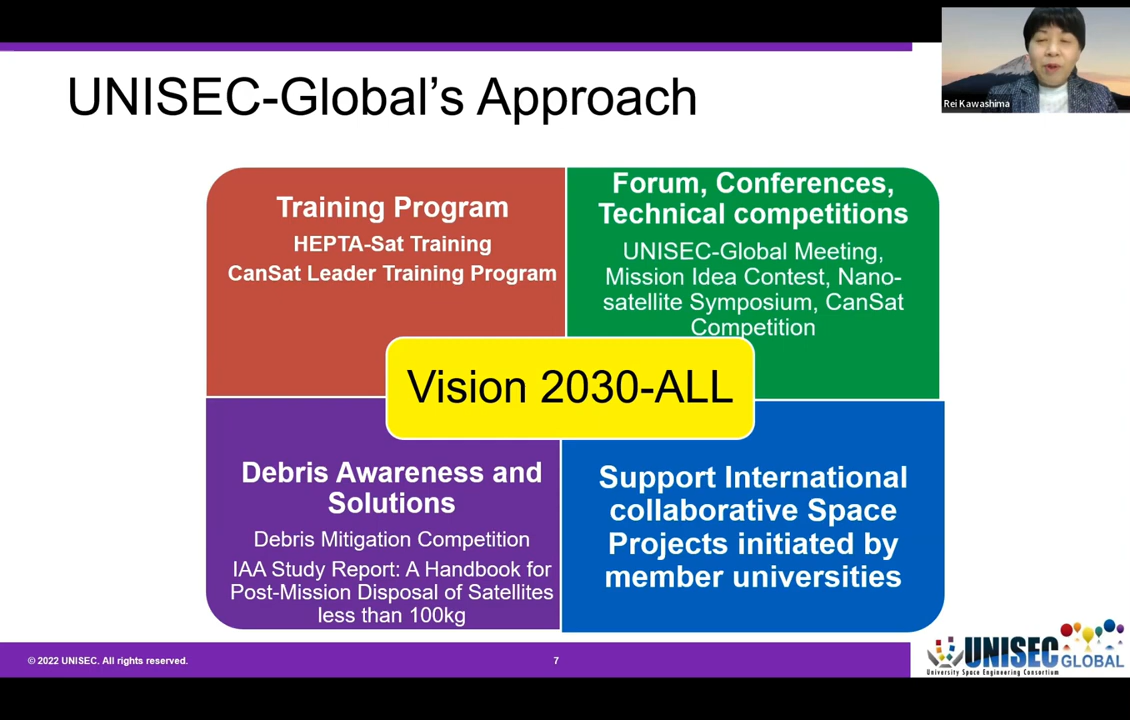 UNISEC-Global’s Approach
Rei Kawashima
Training Program
HEPTA-Sat Training
CanSat Leader Training Program
Forum, Conferences,
Technical competitions
UNISEC-Global Meeting,
Mission Idea Contest, Nano-
satellite Symposium, CanSat
Competition
Vision 2030-ALL
Debris Awareness and
Solutions
Debris Mitigation Competition
IAA Study Report: A Handbook for
Post-Mission Disposal of Satellites
less than 100kg
Support International
collaborative Space
Projects initiated by
member universities
© 2022 UNISEC. All rights reserved.
7
UNISEC GLOBAL
University Space Engineering Consortium